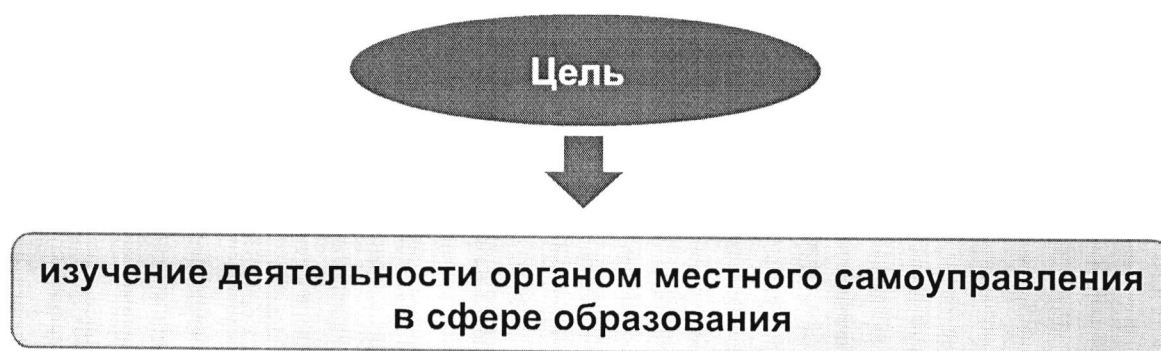 Цель
изучение деятельности органом местного самоуправления
в сфере образования